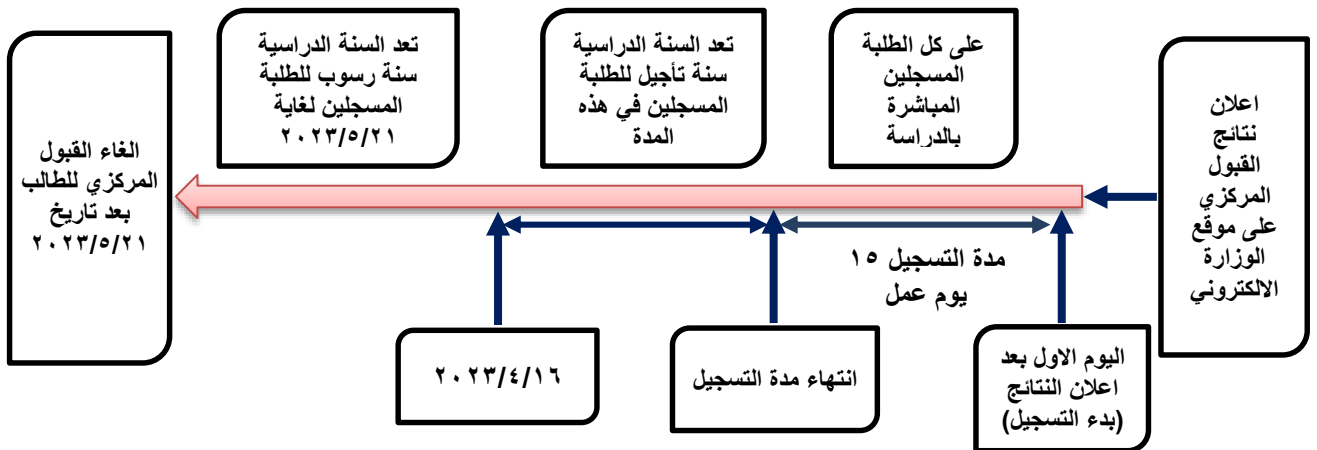 اعلان
نتائج
القبول
المركزي
على موقع
الوزارة
الالكتروني
على كل الطلبة
المسجلين
المباشرة
بالدراسة
تعد السنة الدراسية
سنة تأجيل للطلبة
المسجلين في هذه
المدة
تعد السنة الدراسية
سنة رسوب للطلبة
المسجلين لغاية
٢٠٢٣/٥/٢١
الغاء القبول
المركزي للطالب
بعد تاريخ
٢٠٢٣/٥/٢١
مدة التسجيل ١٥
يوم عمل
اليوم الاول بعد
اعلان النتائج
(بدء التسجيل)
انتهاء مدة التسجيل
٢٠٢٣/٤/١٦